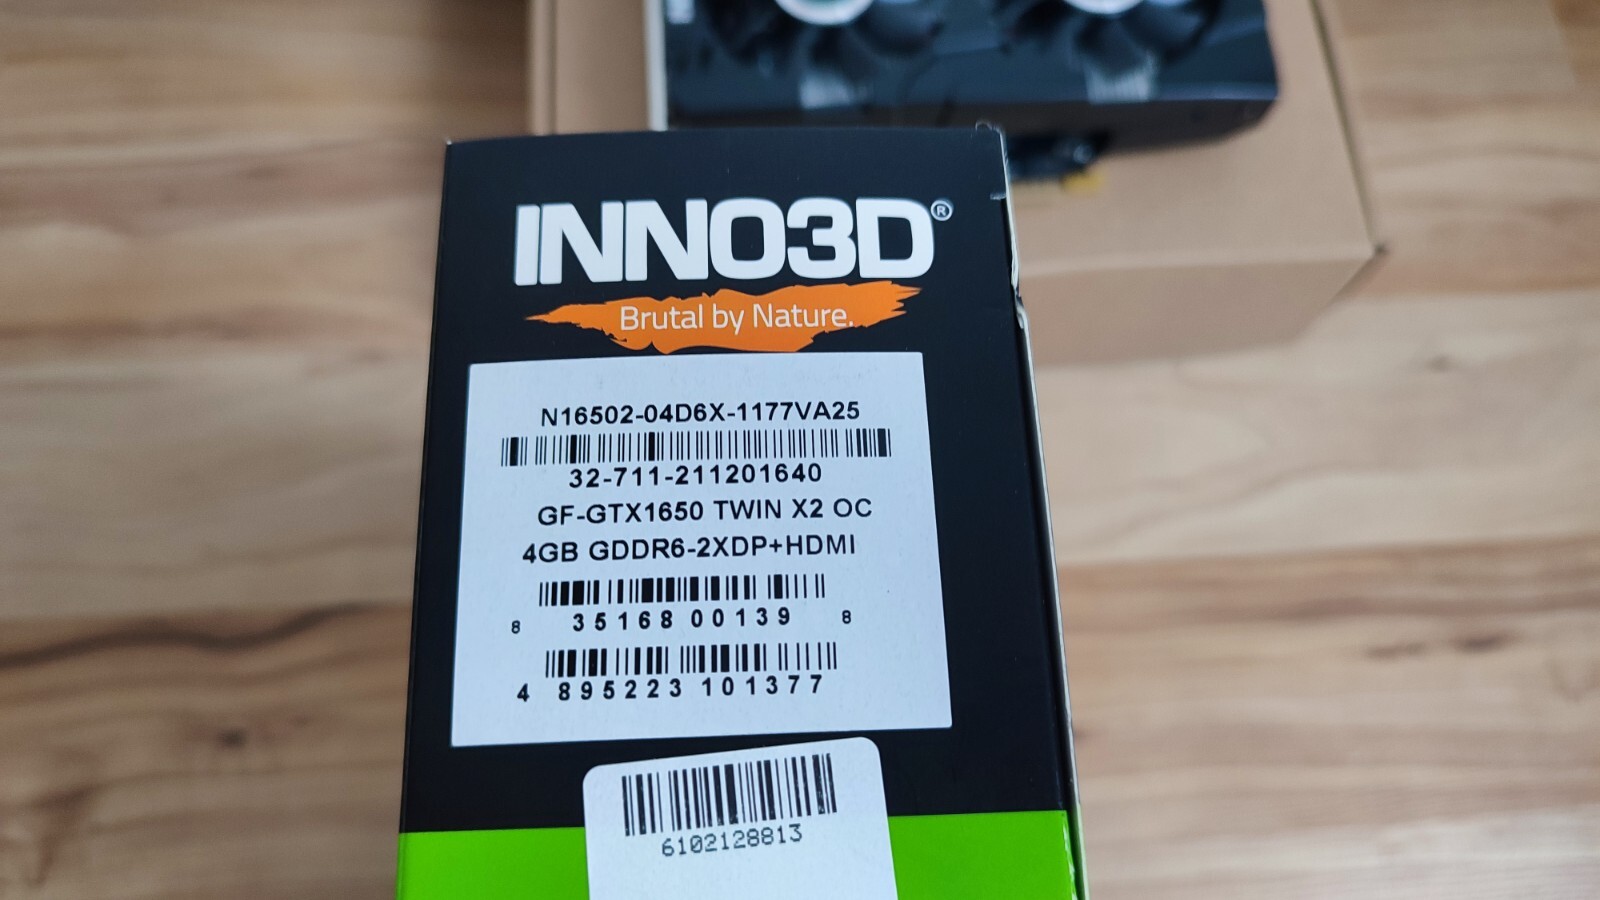 INNO3D®
Brutal by Nature.
N16502-04D6X-1177VA25
32-711-211201640
GF-GTX1650 TWIN X2 OC
4GB GDDR6-2XDP+HDMI
8 35168 00139 8
4 895223 101377
6102128813